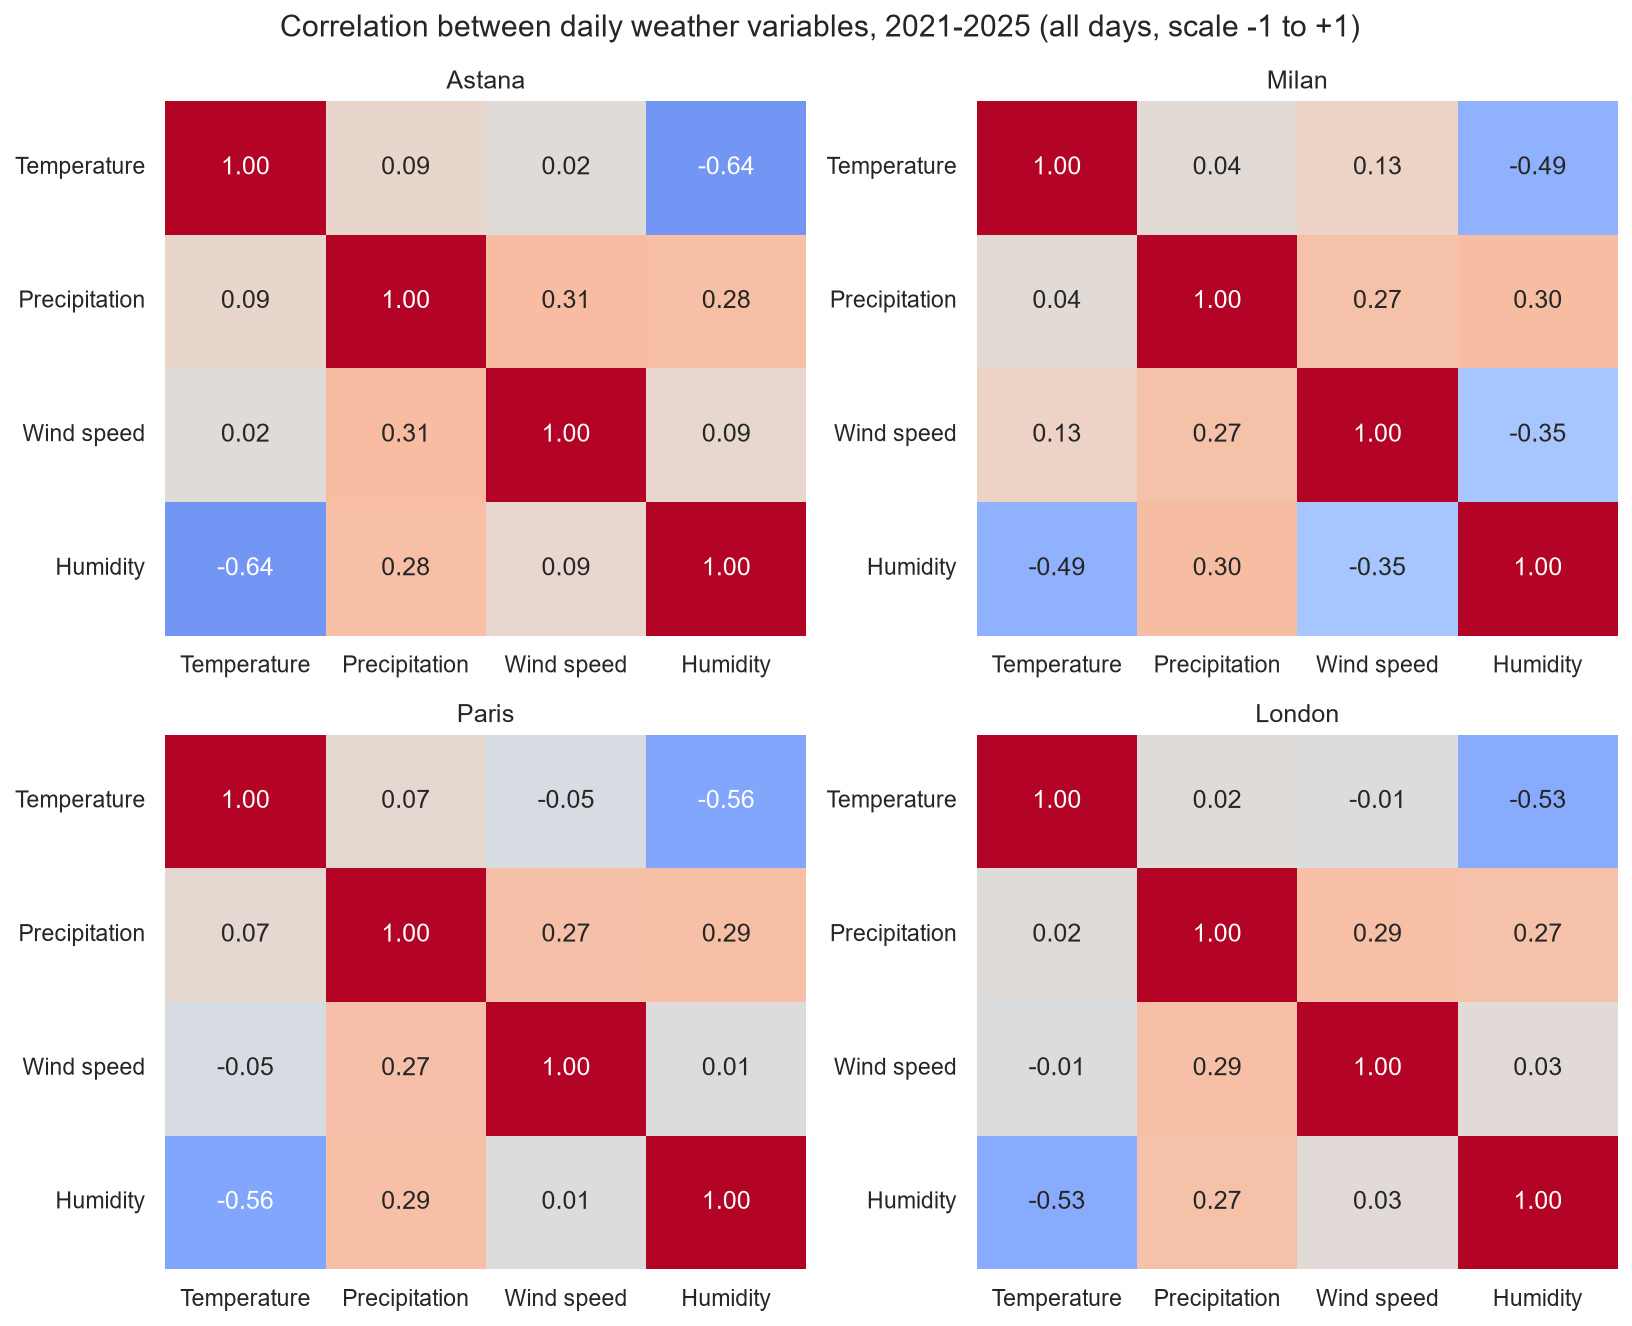 Correlation between daily weather variables, 2021-2025 (all days, scale -1 to +1)
Astana
Temperature 1.00 0.09 0.02 -0.64
Precipitation 0.09 1.00 0.31 0.28
Wind speed 0.02 0.31 1.00 0.09
Humidity -0.64 0.28 0.09 1.00
Temperature Precipitation Wind speed Humidity
Milan
Temperature 1.00 0.04 0.13 -0.49
Precipitation 0.04 1.00 0.27 0.30
Wind speed 0.13 0.27 1.00 -0.35
Humidity -0.49 0.30 -0.35 1.00
Temperature Precipitation Wind speed Humidity
Paris
Temperature 1.00 0.07 -0.05 -0.56
Precipitation 0.07 1.00 0.27 0.29
Wind speed -0.05 0.27 1.00 0.01
Humidity -0.56 0.29 0.01 1.00
Temperature Precipitation Wind speed Humidity
London
Temperature 1.00 0.02 -0.01 -0.53
Precipitation 0.02 1.00 0.29 0.27
Wind speed -0.01 0.29 1.00 0.03
Humidity -0.53 0.27 0.03 1.00
Temperature Precipitation Wind speed Humidity